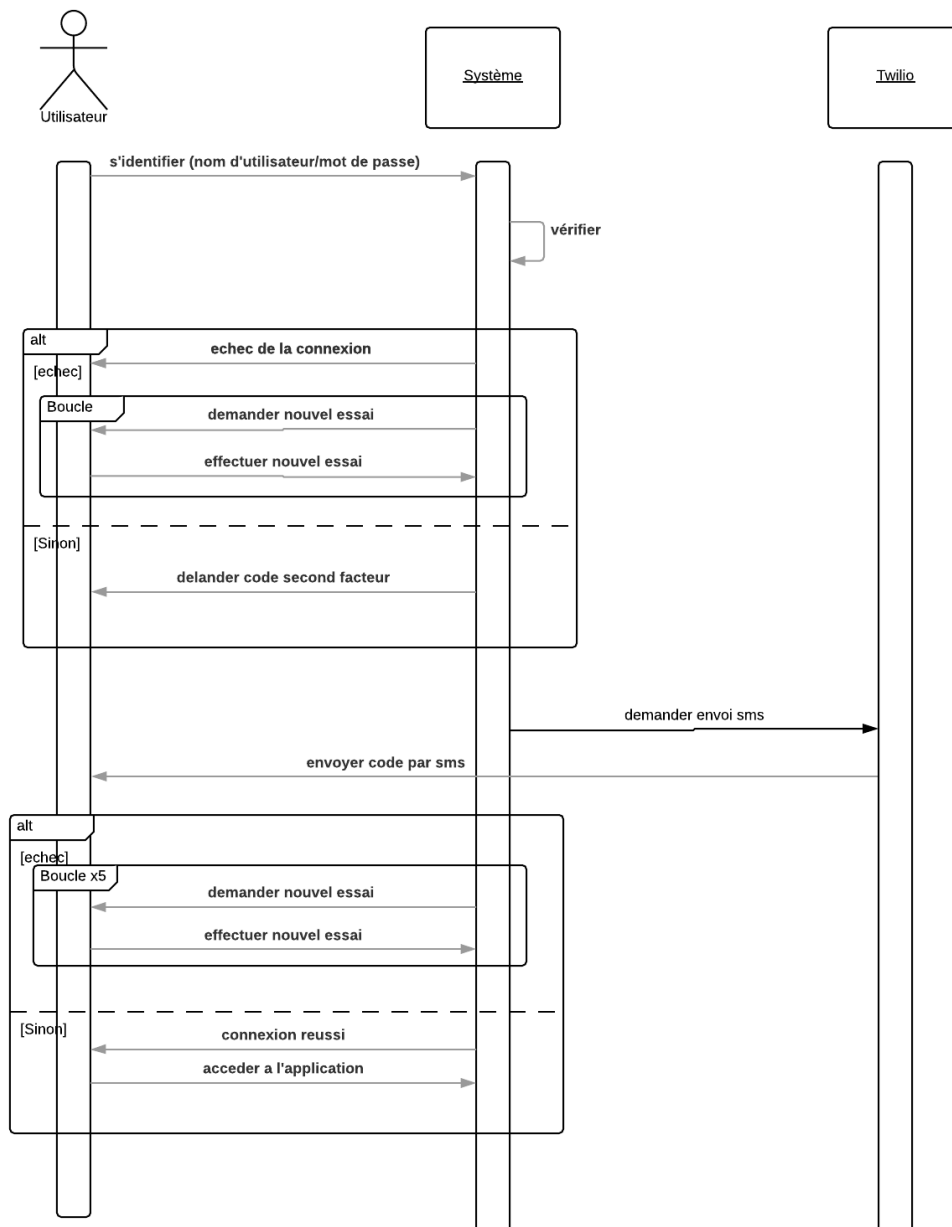 Utilisateur
Système
Twilio
s'identifier (nom d'utilisateur/mot de passe)
vérifier
alt
echec de la connexion
[echec]
Boucle
demander nouvel essai
effectuer nouvel essai
[Sinon]
delander code second facteur
demander envoi sms
envoyer code par sms
alt
[echec]
Boucle x5
demander nouvel essai
effectuer nouvel essai
[Sinon]
connexion reussi
acceder a l'application